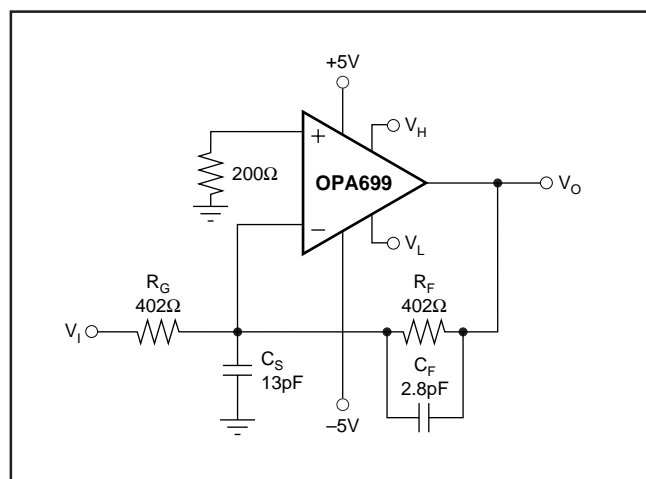 +5V
V_H
+
200Ω
OPA699
V_O
−
V_L
R_G
402Ω
R_F
402Ω
V_I
C_S
13pF
C_F
2.8pF
−5V